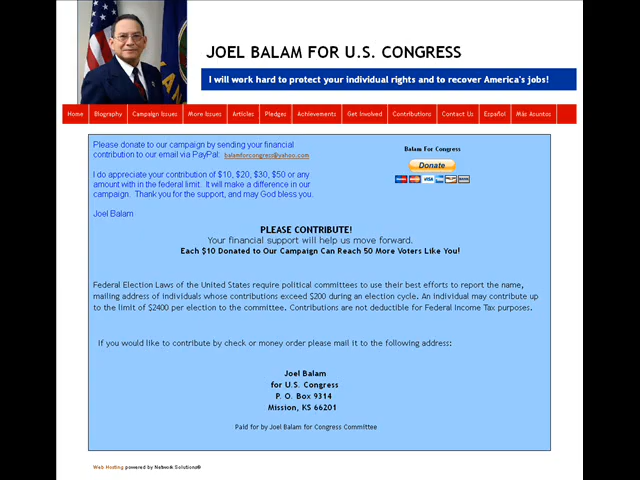 JOEL BALAM FOR U.S. CONGRESS
I will work hard to protect your individual rights and to recover America's jobs!
Home Biography Campaign Issues More Issues Articles Pledges Achievements Get Involved Contributions Contact Us Español Más Asuntos
Please donate to our campaign by sending your financial
contribution to our email via PayPal: balamforcongress@yahoo.com
I do appreciate your contribution of $10, $20, $30, $50 or any
amount with in the federal limit. It will make a difference in our
campaign. Thank you for the support, and may God bless you.
Joel Balam
Balam For Congress
Donate
VISA
BANK
PLEASE CONTRIBUTE!
Your financial support will help us move forward.
Each $10 Donated to Our Campaign Can Reach 50 More Voters Like You!
Federal Election Laws of the United States require political committees to use their best efforts to report the name,
mailing address of individuals whose contributions exceed $200 during an election cycle. An individual may contribute up
to the limit of $2400 per election to the committee. Contributions are not deductible for Federal Income Tax purposes.
If you would like to contribute by check or money order please mail it to the following address:
Joel Balam
for U.S. Congress
P. O. Box 9314
Mission, KS 66201
Paid for by Joel Balam for Congress Committee
Web Hosting powered by Network Solutions®